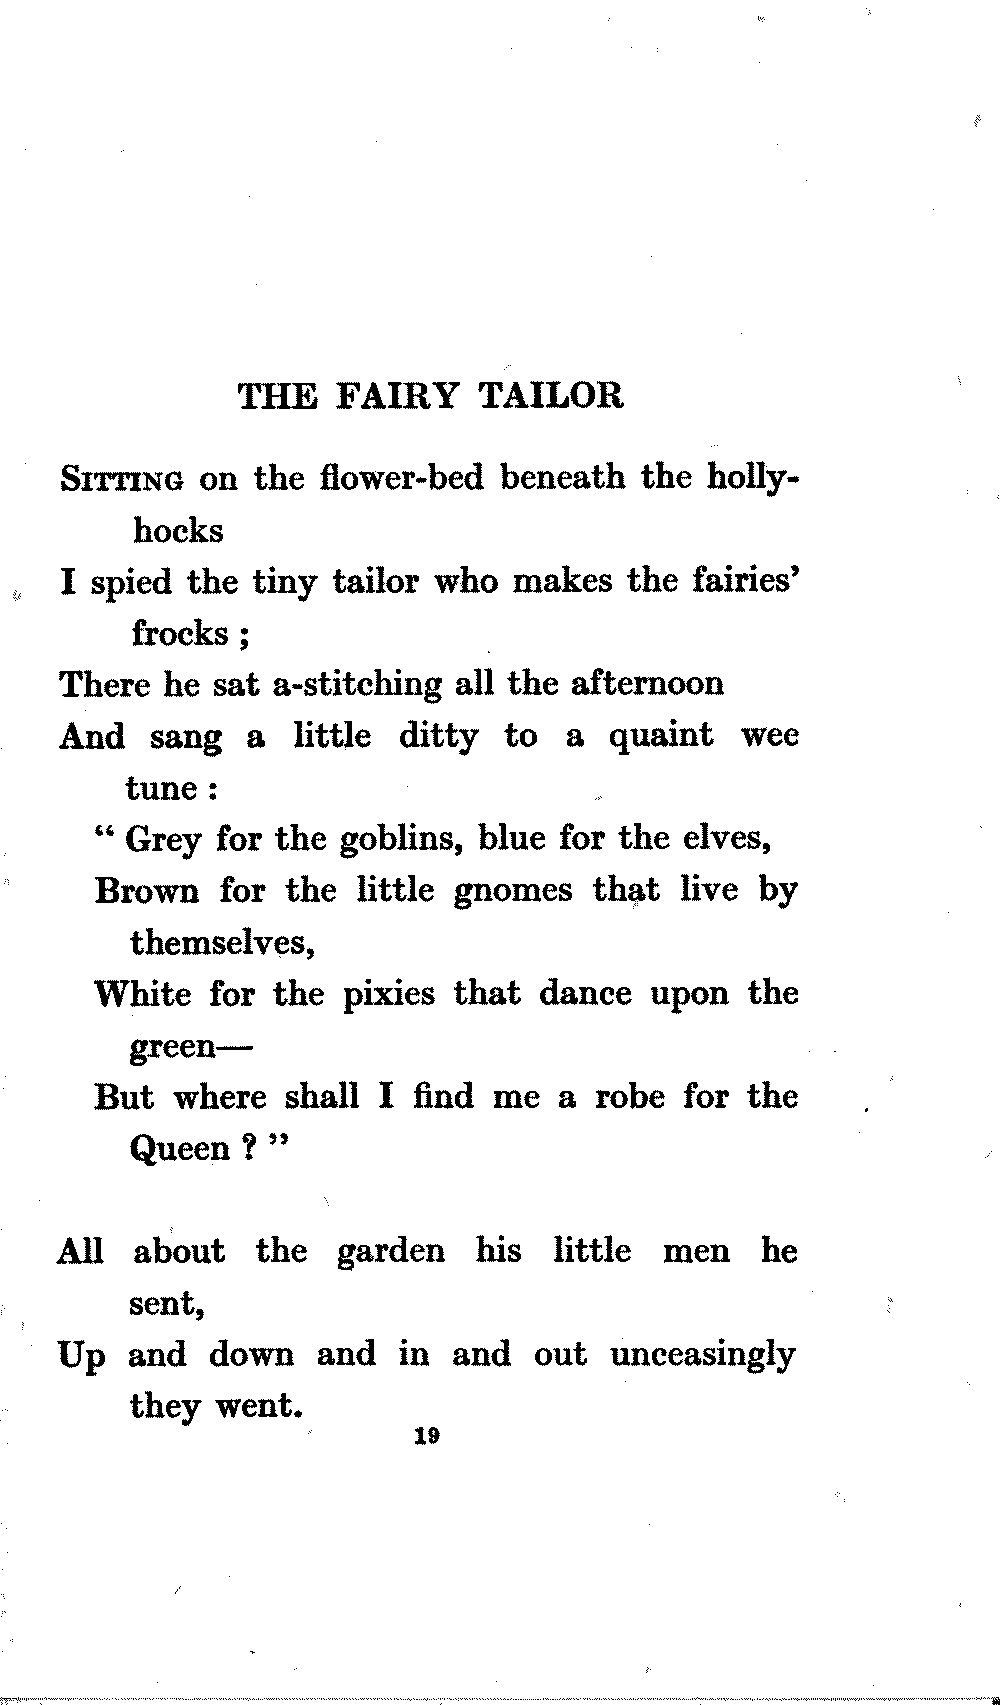 THE FAIRY TAILOR
SITTING on the flower-bed beneath the holly-
hocks
I spied the tiny tailor who makes the fairies'
frocks ;
There he sat a-stitching all the afternoon
And sang a little ditty to a quaint wee
tune :
“ Grey for the goblins, blue for the elves,
Brown for the little gnomes that live by
themselves,
White for the pixies that dance upon the
green—
But where shall I find me a robe for the
Queen ? ”
All about the garden his little men he
sent,
Up and down and in and out unceasingly
they went.
19